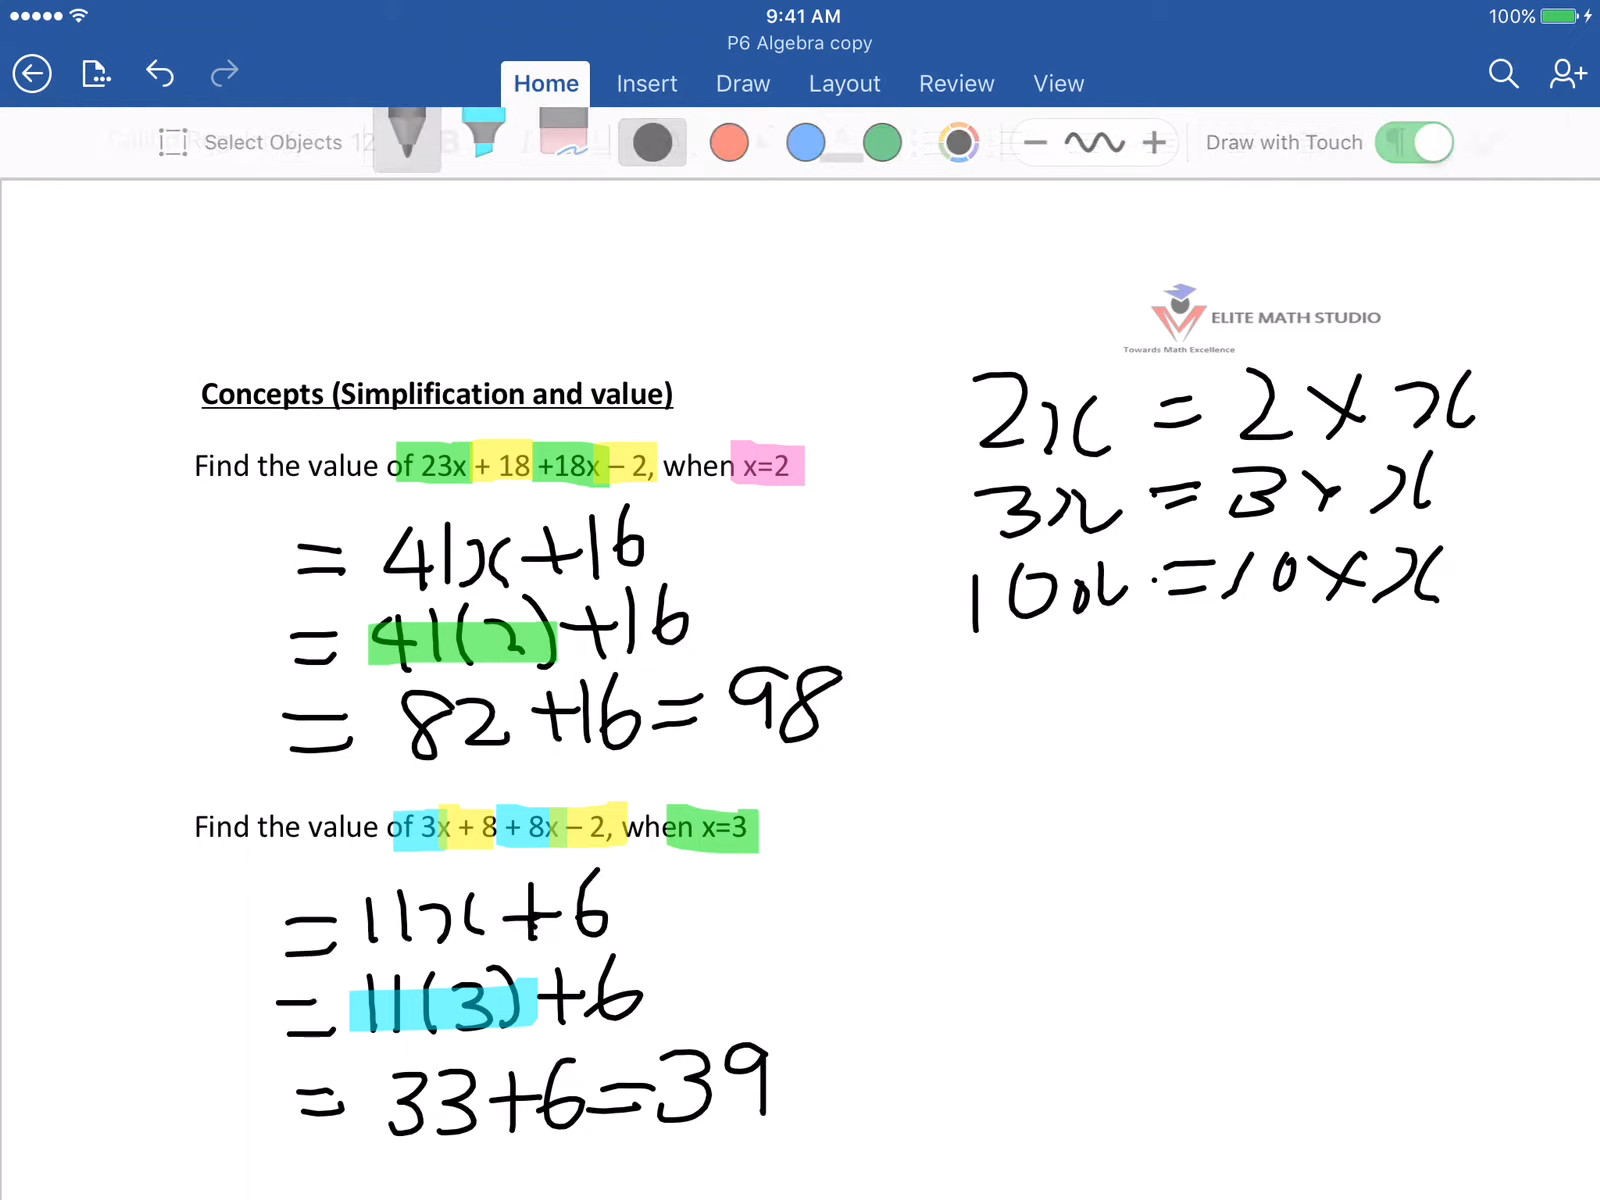 9:41 AM
100%
P6 Algebra copy
Home Insert Draw Layout Review View
Select Objects 12 Draw with Touch
ELITE MATH STUDIO
Towards Math Excellence
Concepts (Simplification and value)
Find the value of 23x + 18 +18x – 2, when x=2
= 41x+16
= 41(2)+16
= 82+16=98
2x = 2 × x
3x = 3 × x
10x = 10 × x
Find the value of 3x + 8 + 8x – 2, when x=3
= 11x+6
= 11(3)+6
= 33+6=39